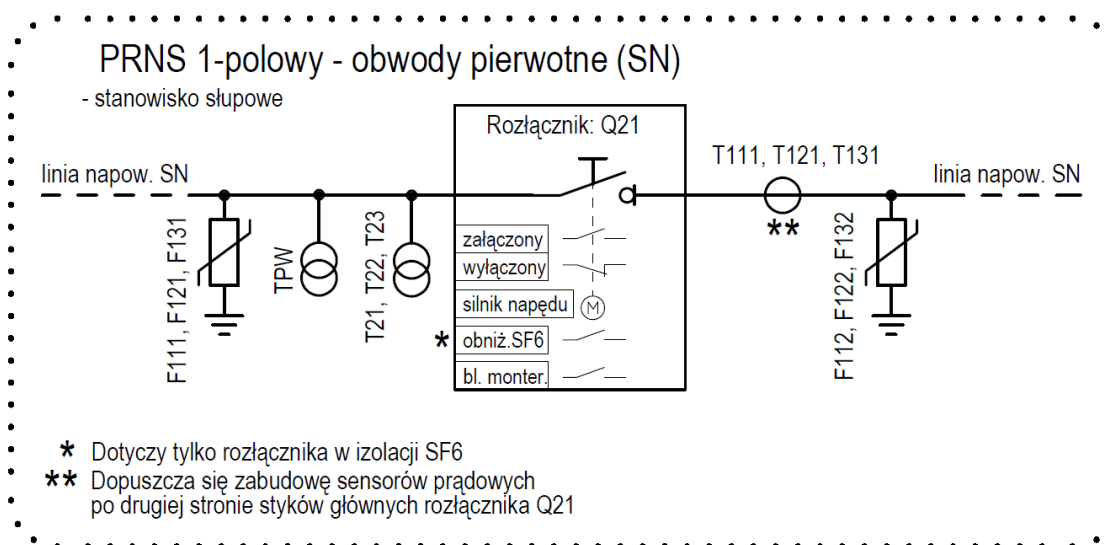 PRNS 1-polowy - obwody pierwotne (SN)
- stanowisko słupowe
Rozłącznik: Q21
linia napow. SN
T111, T121, T131
linia napow. SN
F111, F121, F131
TPW
T21, T22, T23
załączony
wyłączony
silnik napędu
M
* obniż.SF6
bl. monter.
**
F112, F122, F132
* Dotyczy tylko rozłącznika w izolacji SF6
** Dopuszcza się zabudowę sensorów prądowych
po drugiej stronie styków głównych rozłącznika Q21